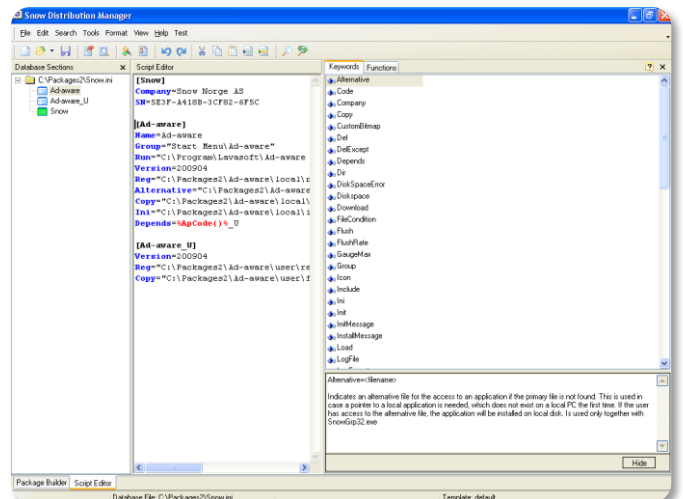 Snow Distribution Manager
File Edit Search Tools Format View Help Test
Database Sections
C:\Packages2\Snow.ini
Ad-aware
Ad-aware_U
Snow
Script Editor
[Snow]
Company=Snow Norge AS
SN=5E3F-A418B-3CF82-6F5C
[Ad-aware]
Name=Ad-aware
Group="Start Menu\Ad-aware"
Run="C:\Program\Lavasoft\Ad-aware
Version=200904
Reg="C:\Packages2\Ad-aware\local\r
Alternative="C:\Packages2\Ad-aware
Copy="C:\Packages2\Ad-aware\local\
Ini="C:\Packages2\Ad-aware\local\i
Depends=%ApCode()%_U
[Ad-aware_U]
Version=200904
Reg="C:\Packages2\Ad-aware\user\re
Copy="C:\Packages2\Ad-aware\user\f
Keywords Functions
Alternative
Code
Company
Copy
CustomBitmap
Del
DelExcept
Depends
Dir
DiskSpaceError
Diskspace
Download
FileCondition
Flush
FlushRate
GaugeMax
Group
Icon
Include
Ini
Init
InitMessage
InstallMessage
Load
LogFile
Alternative=<filename>
Indicates an alternative file for the access to an application if the primary file is not found. This is used in
case a pointer to a local application is needed, which does not exist on a local PC the first time. If the user
has access to the alternative file, the application will be installed on local disk. Is used only together with
SnowGrp32.exe
Hide
Package Builder Script Editor
Database File: C:\Packages2\Snow.ini Template: default